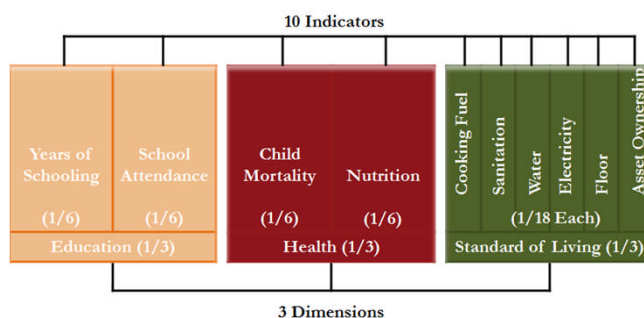 10 Indicators
Years of
Schooling
(1/6)
School
Attendance
(1/6)
Education (1/3)
Child
Mortality
(1/6)
Nutrition
(1/6)
Health (1/3)
Cooking Fuel
Sanitation
Water
Electricity
Floor
Asset Ownership
(1/18 Each)
Standard of Living (1/3)
3 Dimensions